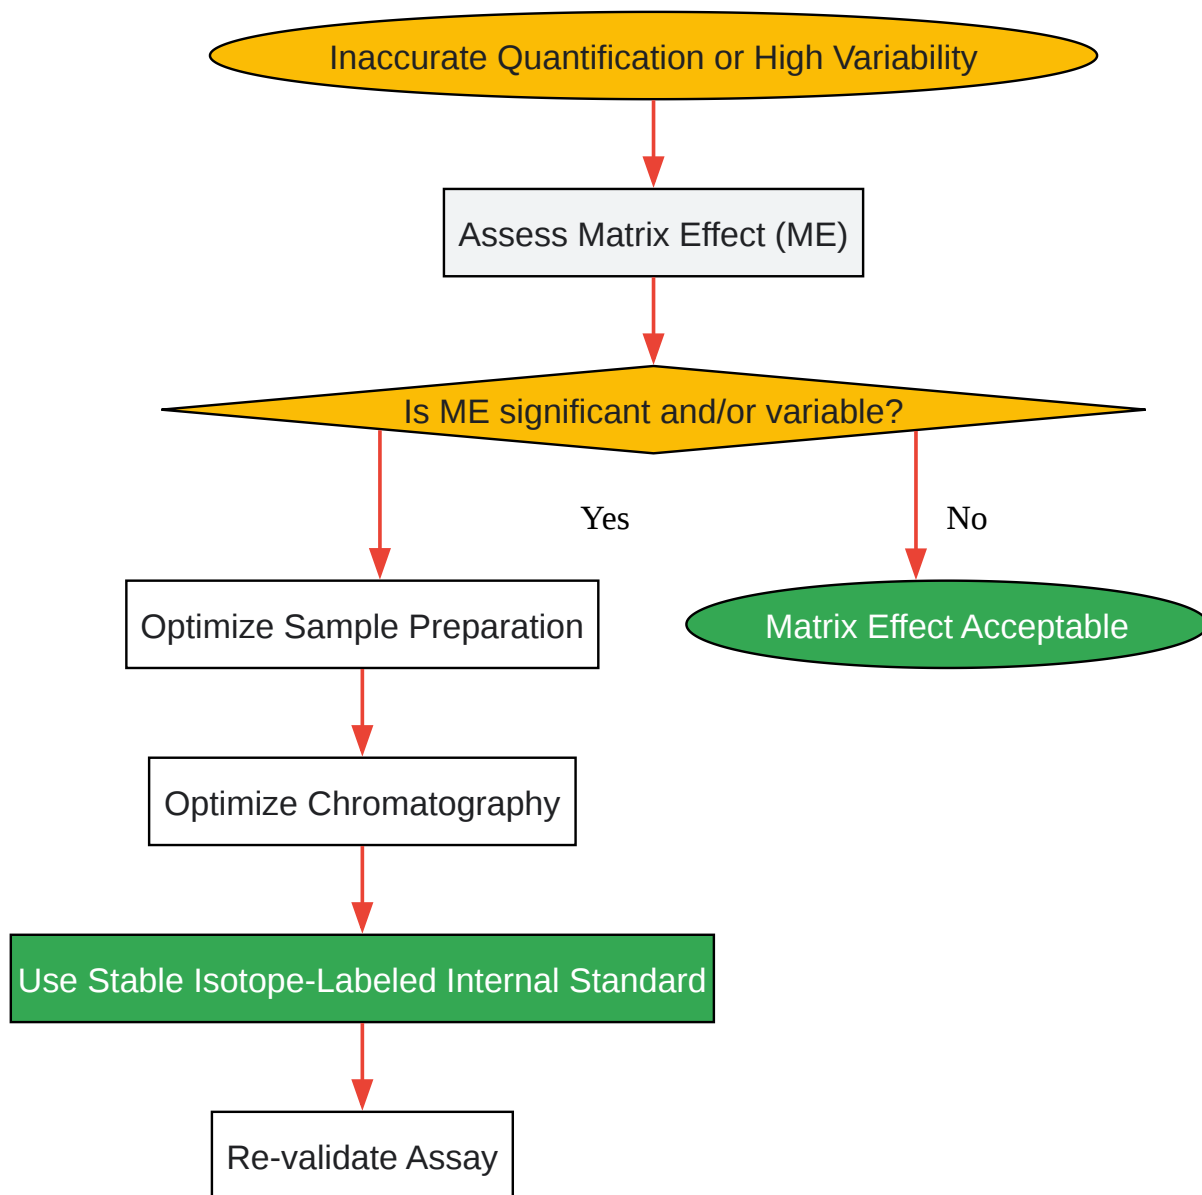 Inaccurate Quantification or High Variability
Assess Matrix Effect (ME)
Is ME significant and/or variable?
Yes
No
Optimize Sample Preparation
Matrix Effect Acceptable
Optimize Chromatography
Use Stable Isotope-Labeled Internal Standard
Re-validate Assay